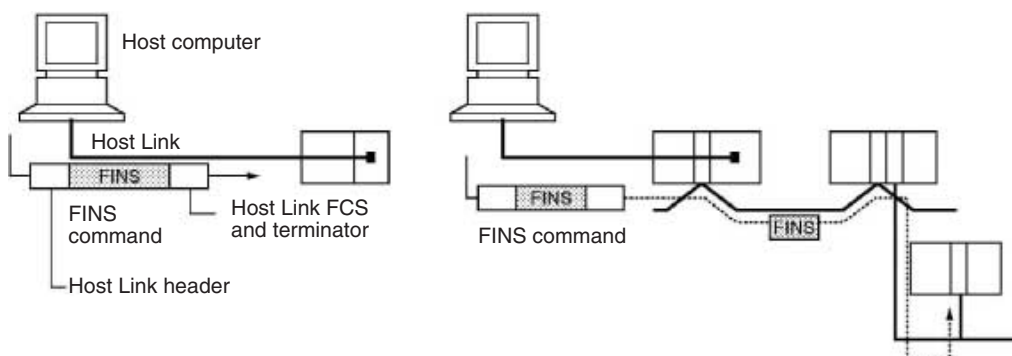 Host computer
Host Link
FINS
FINS
command
Host Link FCS
and terminator
Host Link header
FINS
FINS command
FINS